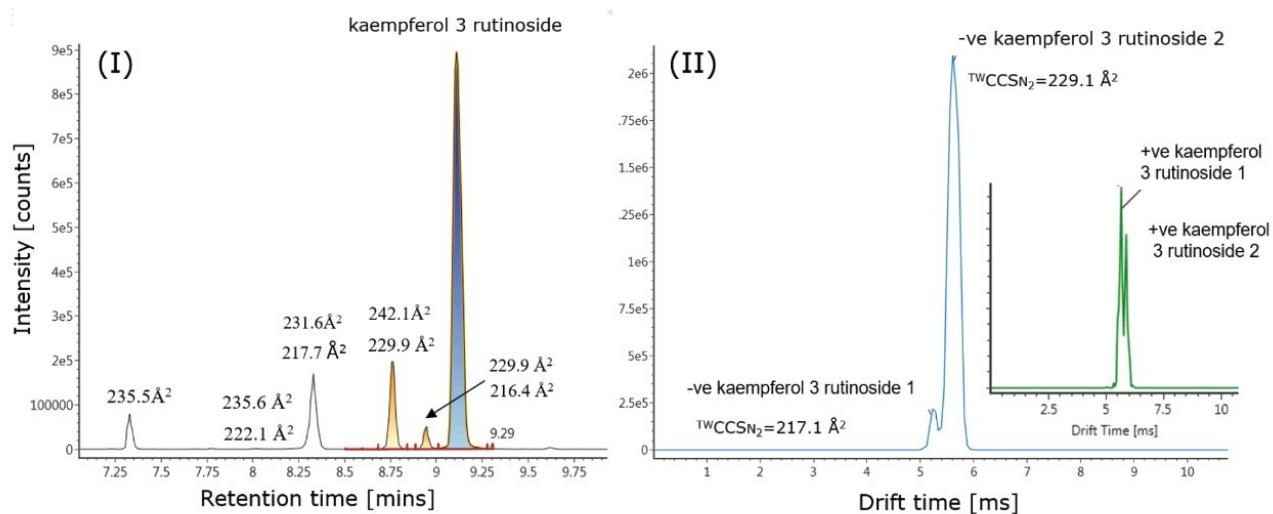 kaempferol 3 rutinoside
(I)
9e5
8e5
7e5
6e5
5e5
4e5
3e5
2e5
100000
0
Intensity [counts]
235.5Å²
235.6 Å²
222.1 Å²
231.6Å²
217.7 Å²
242.1Å²
229.9 Å²
229.9 Å²
216.4 Å²
9.29
7.25 7.5 7.75 8 8.25 8.5 8.75 9 9.25 9.5 9.75
Retention time [mins]
(II)
-ve kaempferol 3 rutinoside 2
TWCCSN₂=229.1 Å²
2e6
.75e6
1.5e6
.25e6
1e6
7.5e5
5e5
2.5e5
0
+ve kaempferol
3 rutinoside 1
+ve kaempferol
3 rutinoside 2
2.5 5 7.5 10
Drift Time [ms]
-ve kaempferol 3 rutinoside 1
TWCCSN₂=217.1 Å²
1 2 3 4 5 6 7 8 9 10
Drift time [ms]